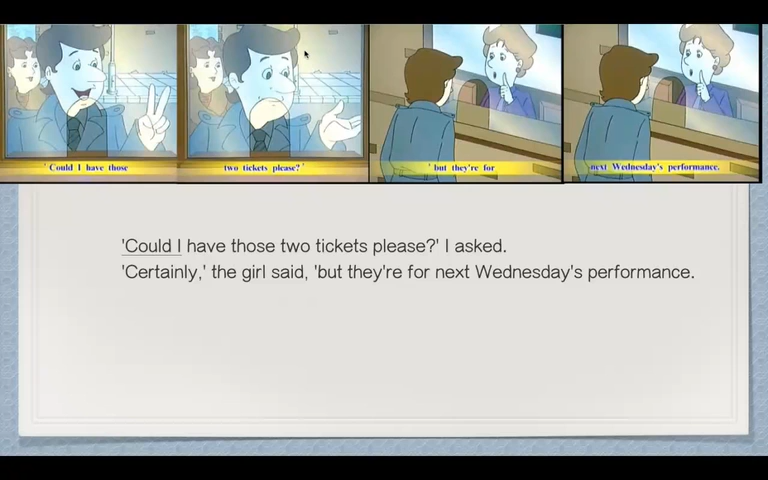 'Could I have those
two tickets please?'
'but they're for
next Wednesday's performance.
'Could I have those two tickets please?' I asked.
'Certainly,' the girl said, 'but they're for next Wednesday's performance.